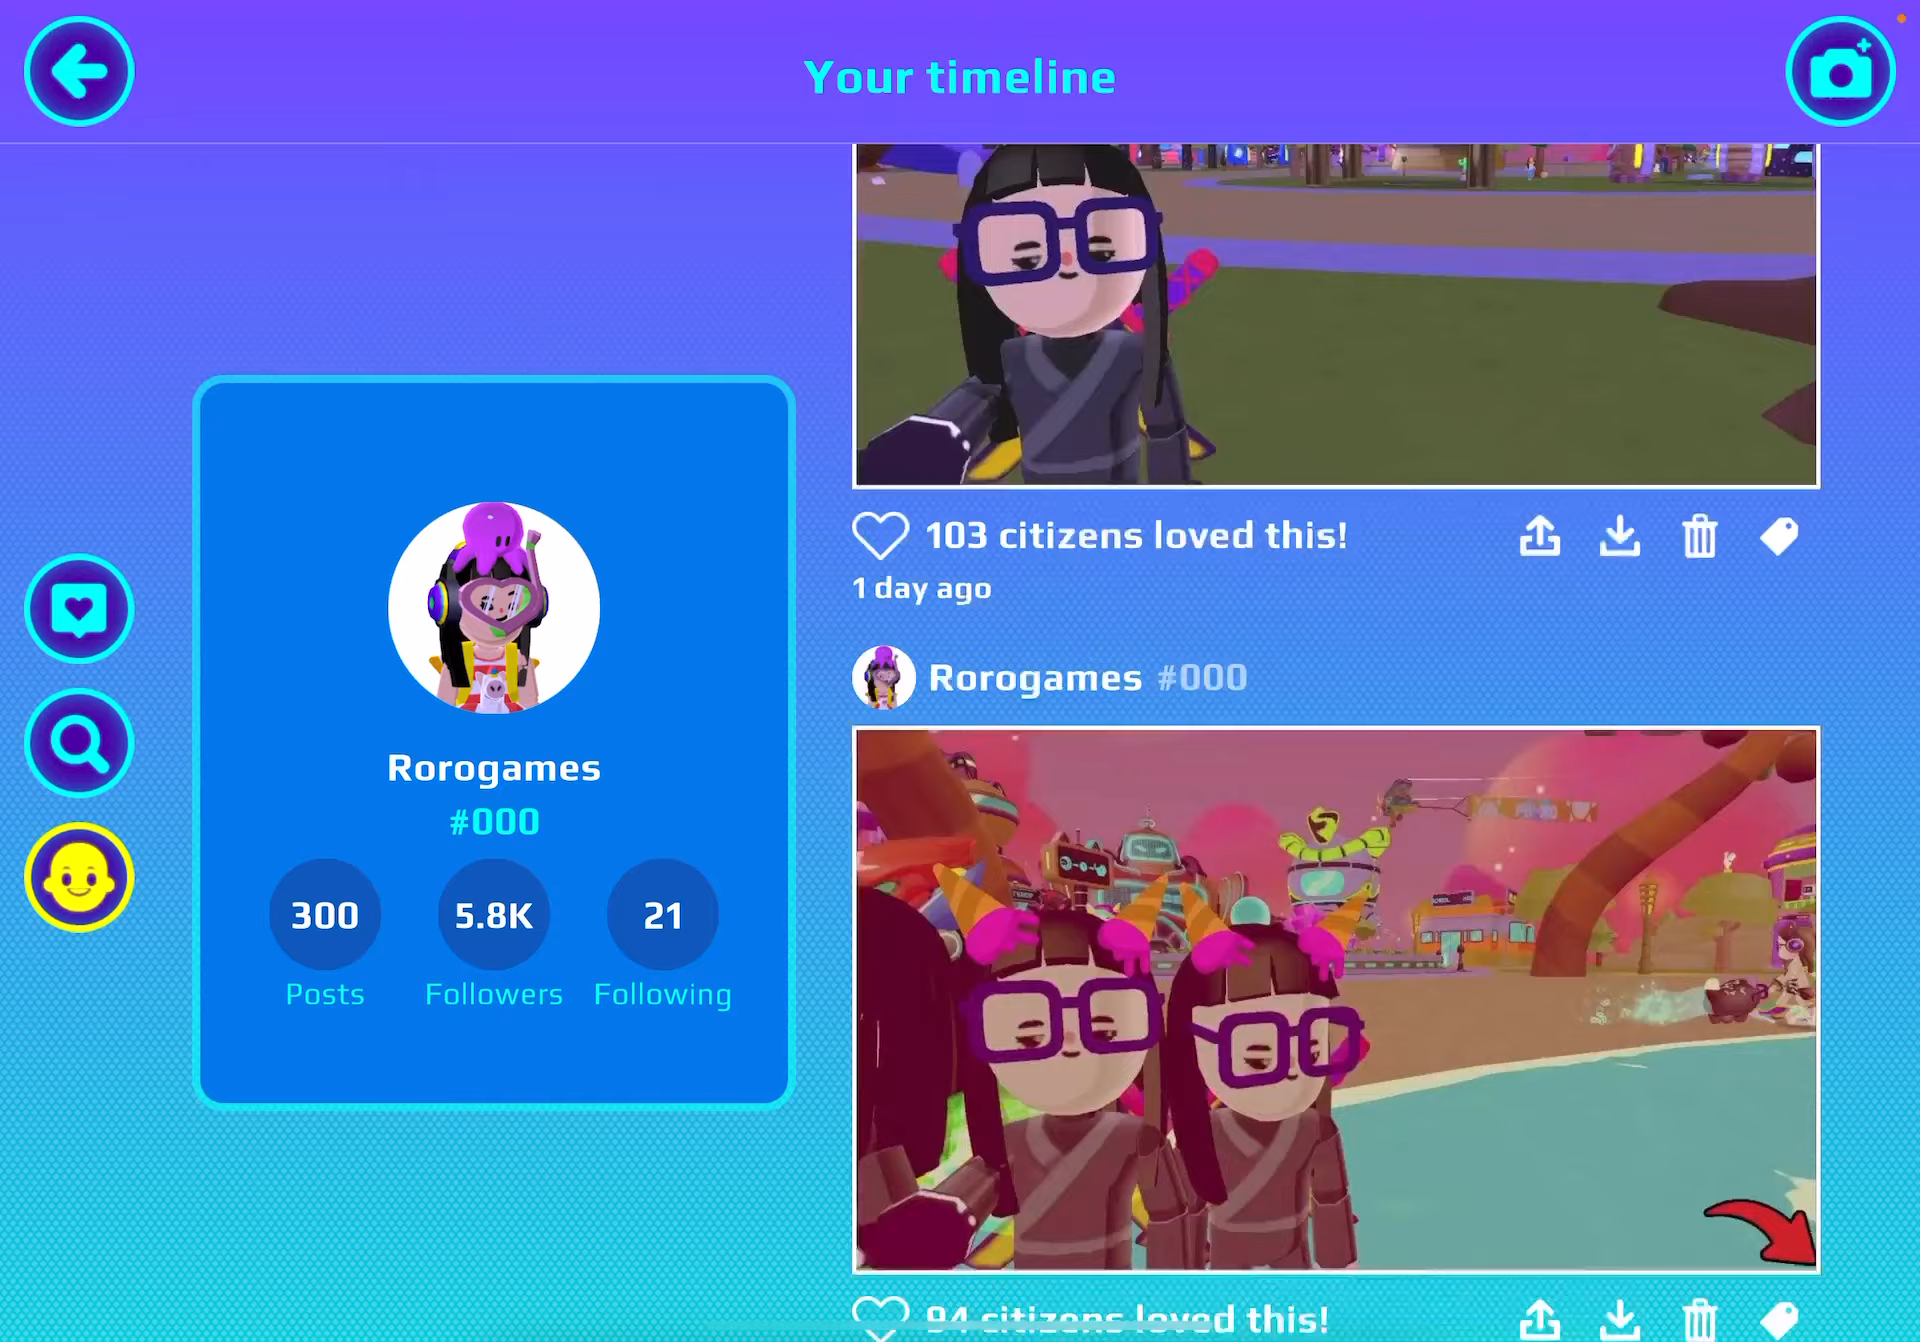 Your timeline
103 citizens loved this!
1 day ago
Rorogames #000
Rorogames
#000
300
5.8K
21
Posts
Followers
Following
94 citizens loved this!